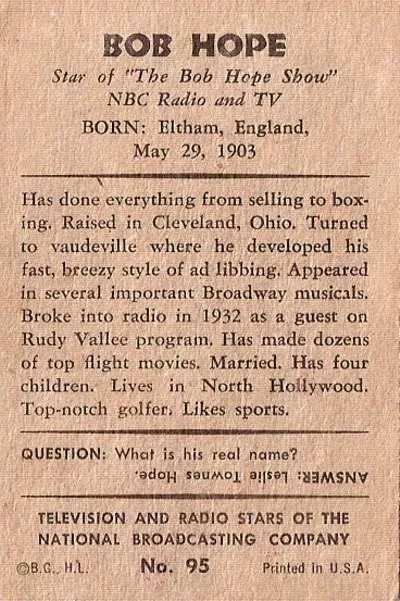 BOB HOPE
Star of "The Bob Hope Show"
NBC Radio and TV
BORN: Eltham, England,
May 29, 1903
Has done everything from selling to box-
ing. Raised in Cleveland, Ohio. Turned
to vaudeville where he developed his
fast, breezy style of ad libbing. Appeared
in several important Broadway musicals.
Broke into radio in 1932 as a guest on
Rudy Vallee program. Has made dozens
of top flight movies. Married. Has four
children. Lives in North Hollywood.
Top-notch golfer. Likes sports.
QUESTION: What is his real name?
ANSWER: Leslie Townes Hope.
TELEVISION AND RADIO STARS OF THE
NATIONAL BROADCASTING COMPANY
©B.G., H.L. No. 95 Printed in U.S.A.